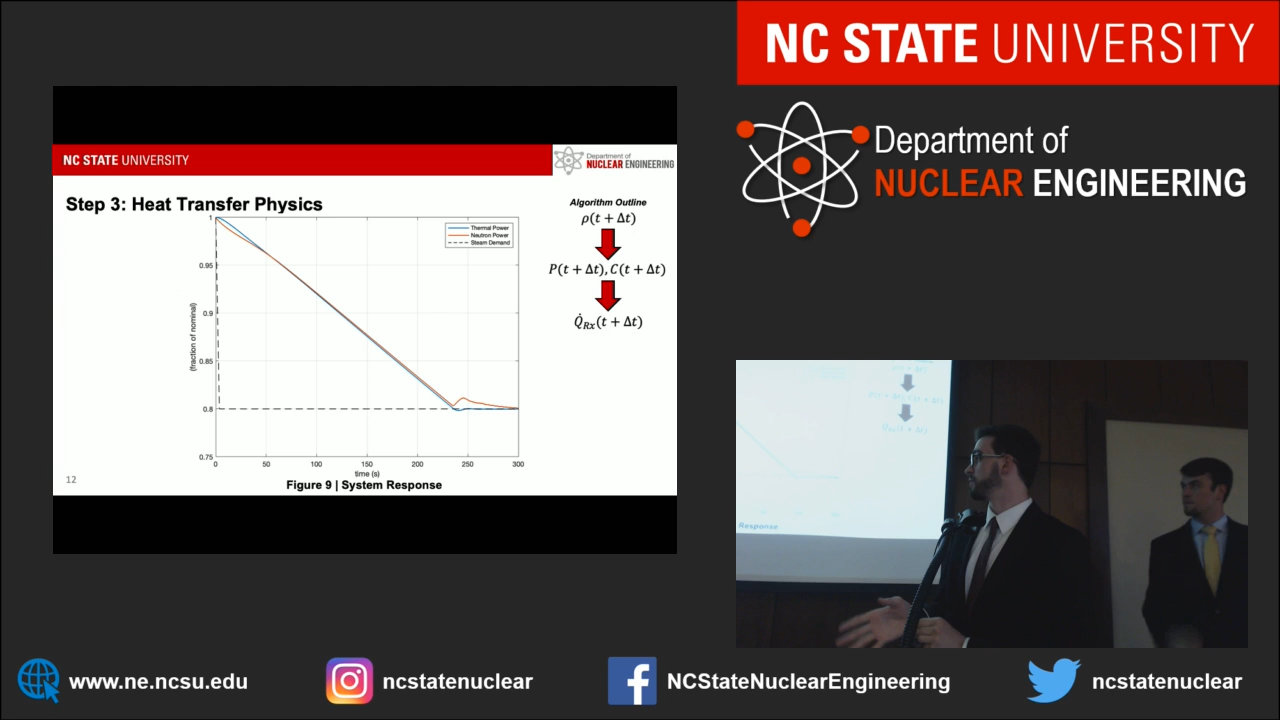 NC STATE UNIVERSITY
Department of
NUCLEAR ENGINEERING
NC STATE UNIVERSITY
Department of
NUCLEAR ENGINEERING
Step 3: Heat Transfer Physics
Algorithm Outline
ρ(t + Δt)
P(t + Δt), C(t + Δt)
Q̇_Rx(t + Δt)
Thermal Power
Neutron Power
Steam Demand
1
0.95
0.9
0.85
0.8
0.75
(fraction of nominal)
0 50 100 150 200 250 300
time (s)
Figure 9 | System Response
12
Response
www.ne.ncsu.edu
ncstatenuclear
NCStateNuclearEngineering
ncstatenuclear